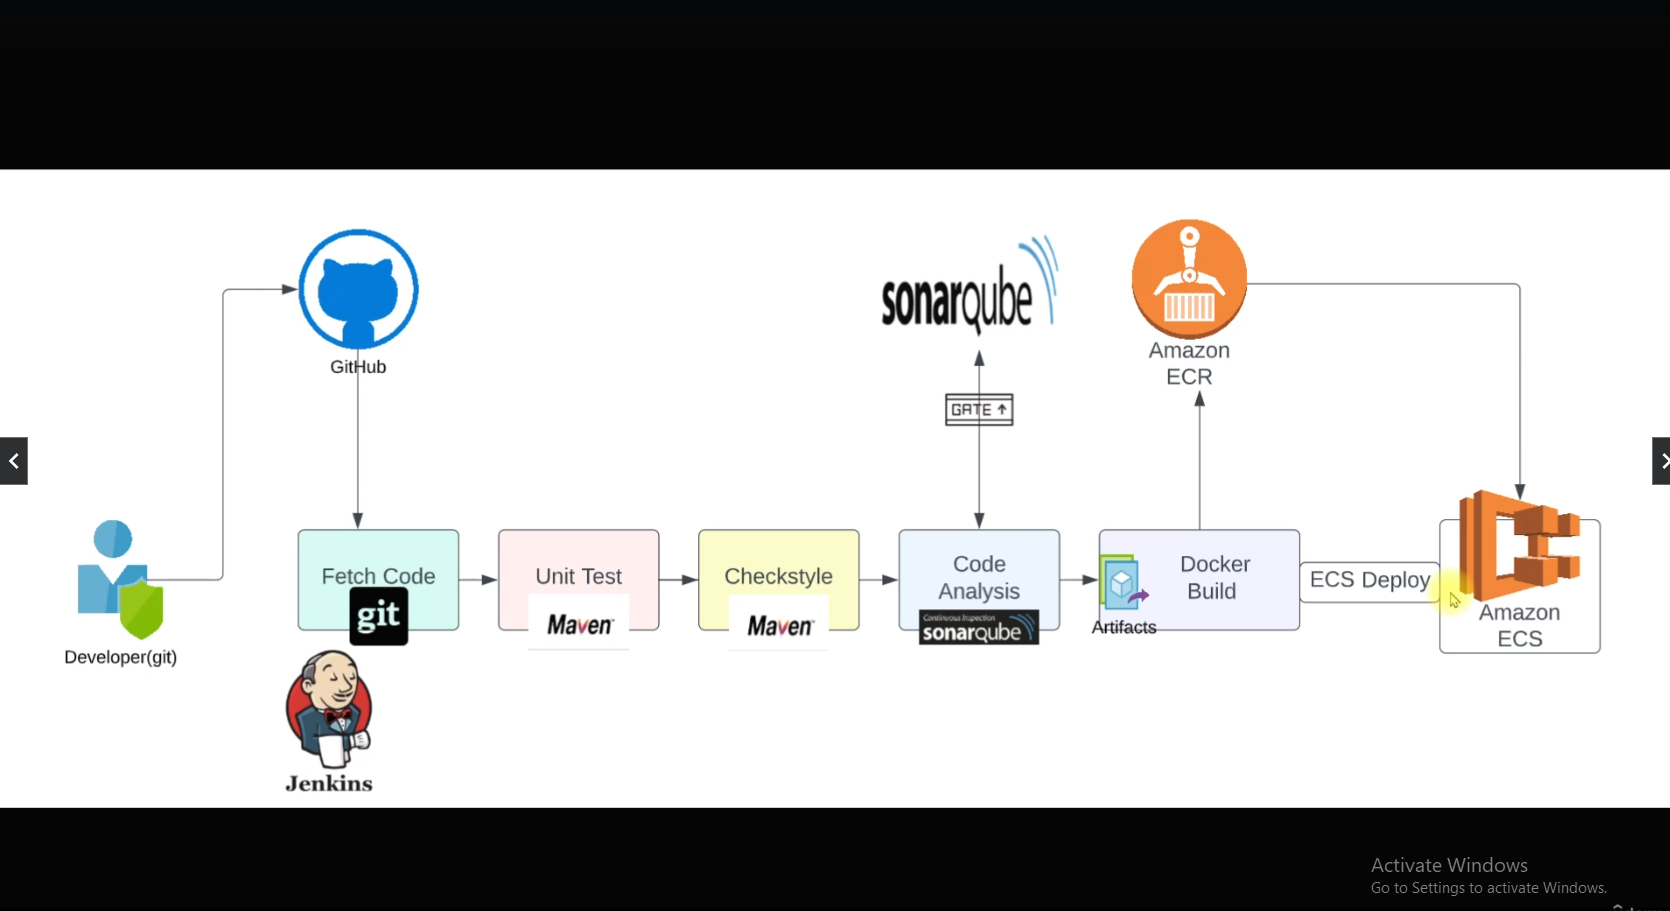 GitHub
sonarqube
Amazon
ECR
GATE ↑
Fetch Code
git
Unit Test
Maven
Checkstyle
Maven
Code
Analysis
Continuous Inspection
sonarqube
Docker
Build
Artifacts
ECS Deploy
Amazon
ECS
Developer(git)
Jenkins
Activate Windows
Go to Settings to activate Windows.